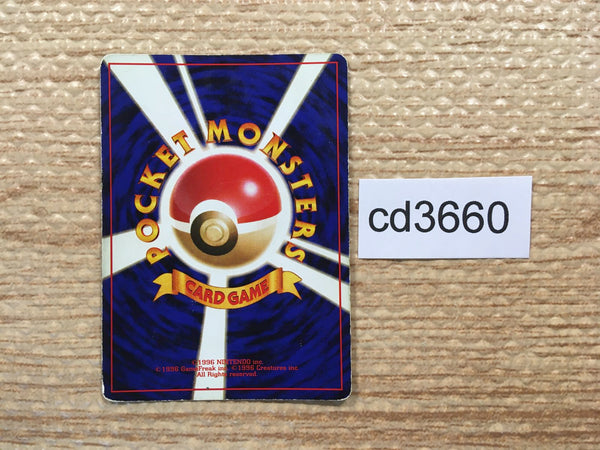 POCKET MONSTERS
CARD GAME
©1996 NINTENDO inc.
©1996 GameFreak inc. ©1996 Creatures inc.
All Rights reserved.
cd3660